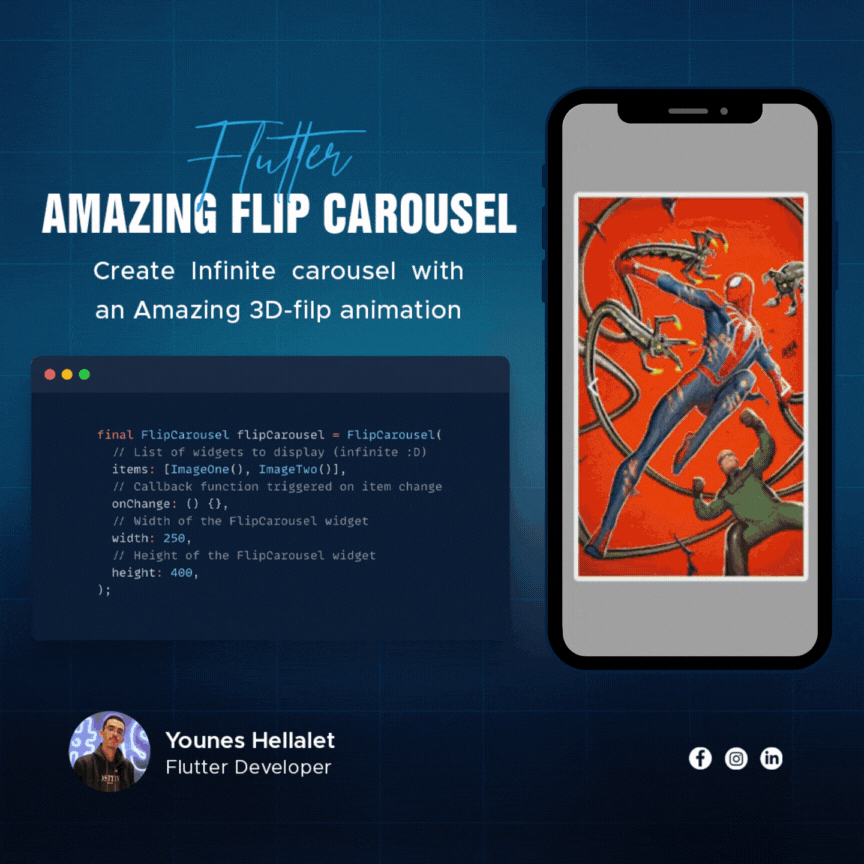 Flutter
AMAZING FLIP CAROUSEL
Create Infinite carousel with
an Amazing 3D-filp animation
final FlipCarousel flipCarousel = FlipCarousel(
// List of widgets to display (infinite :D)
items: [ImageOne(), ImageTwo()],
// Callback function triggered on item change
onChange: () {},
// Width of the FlipCarousel widget
width: 250,
// Height of the FlipCarousel widget
height: 400,
);
Younes Hellalet
Flutter Developer